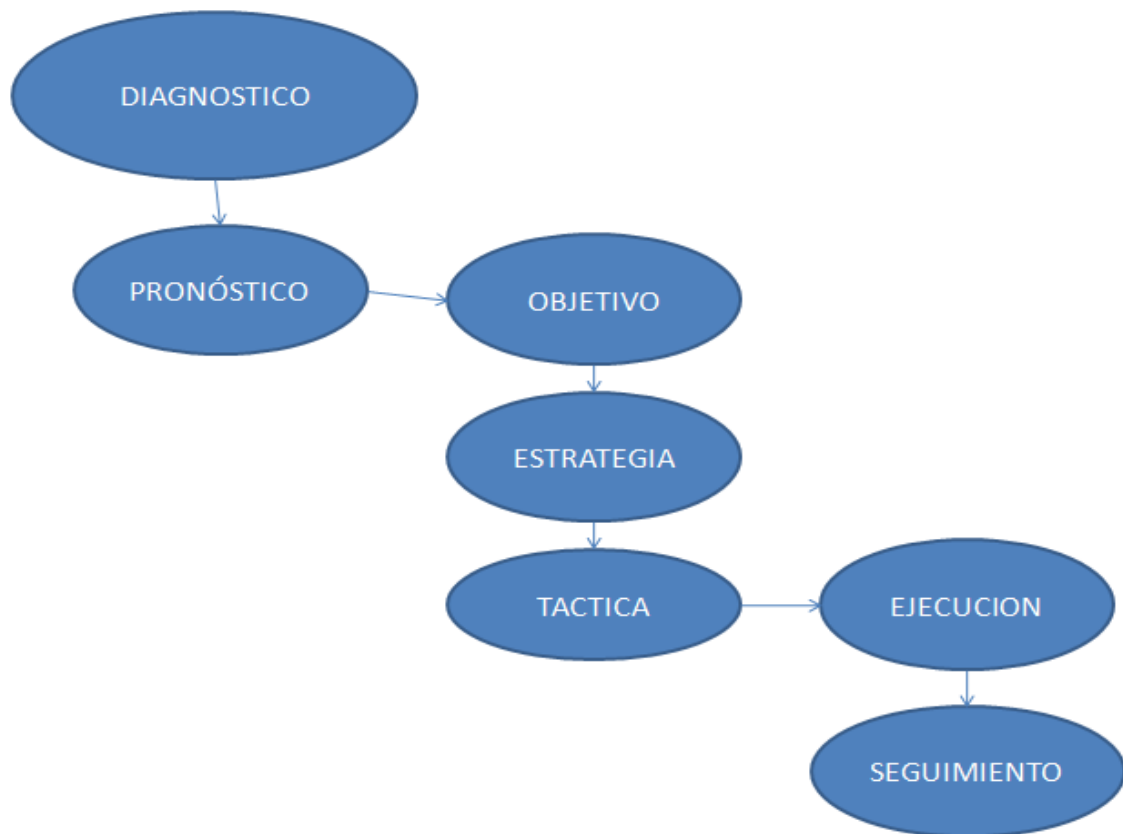 DIAGNOSTICO
PRONÓSTICO
OBJETIVO
ESTRATEGIA
TACTICA
EJECUCION
SEGUIMIENTO